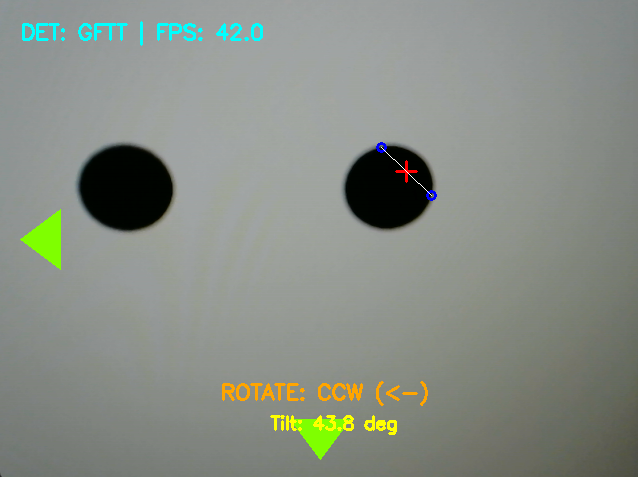 DET: GFTT | FPS: 42.0
ROTATE: CCW (<-)
Tilt: 43.8 deg